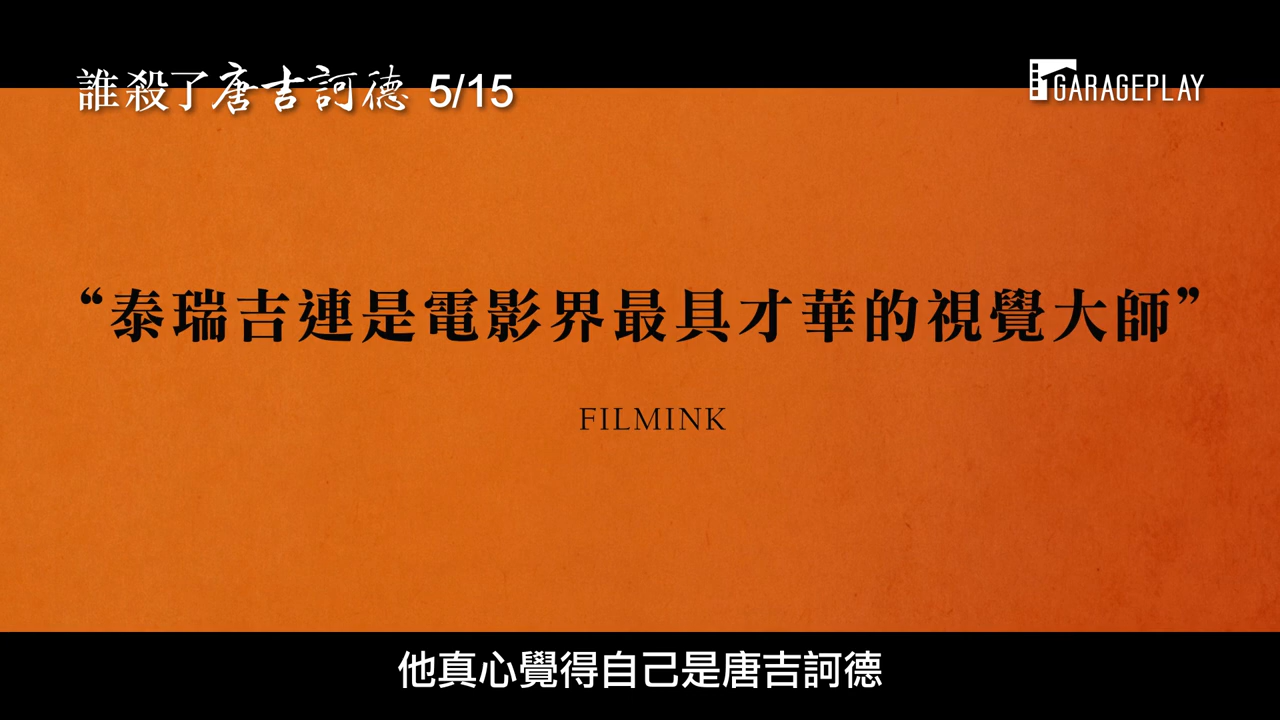 誰殺了唐吉訶德 5/15
GARAGEPLAY
“泰瑞吉連是電影界最具才華的視覺大師”
FILMINK
他真心覺得自己是唐吉訶德